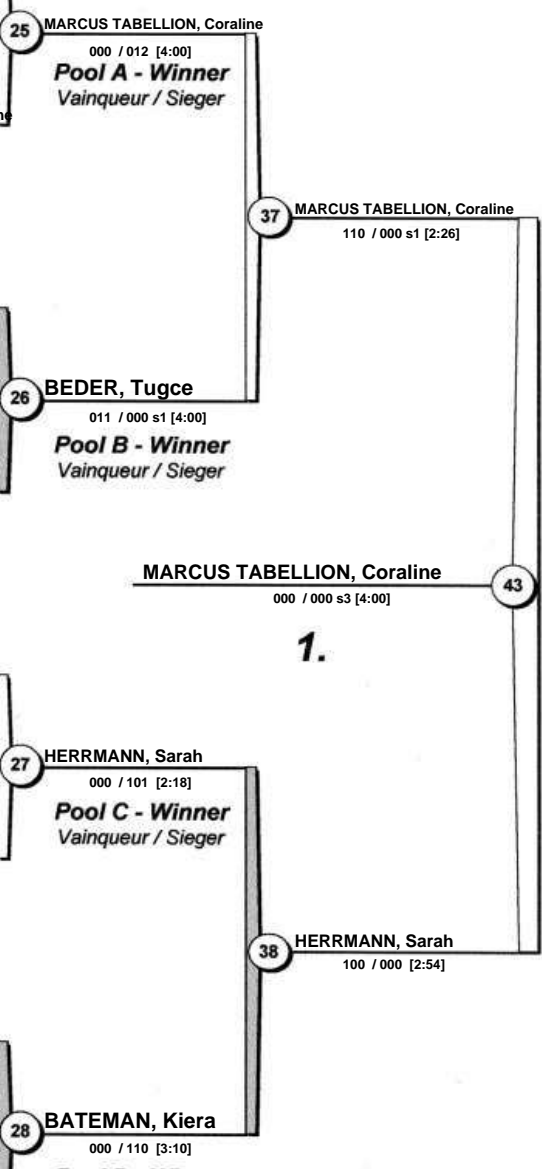 25 MARCUS TABELLION, Coraline
000 / 012 [4:00]
Pool A - Winner
Vainqueur / Sieger
37 MARCUS TABELLION, Coraline
110 / 000 s1 [2:26]
26 BEDER, Tugce
011 / 000 s1 [4:00]
Pool B - Winner
Vainqueur / Sieger
MARCUS TABELLION, Coraline 43
000 / 000 s3 [4:00]
1.
27 HERRMANN, Sarah
000 / 101 [2:18]
Pool C - Winner
Vainqueur / Sieger
38 HERRMANN, Sarah
100 / 000 [2:54]
28 BATEMAN, Kiera
000 / 110 [3:10]